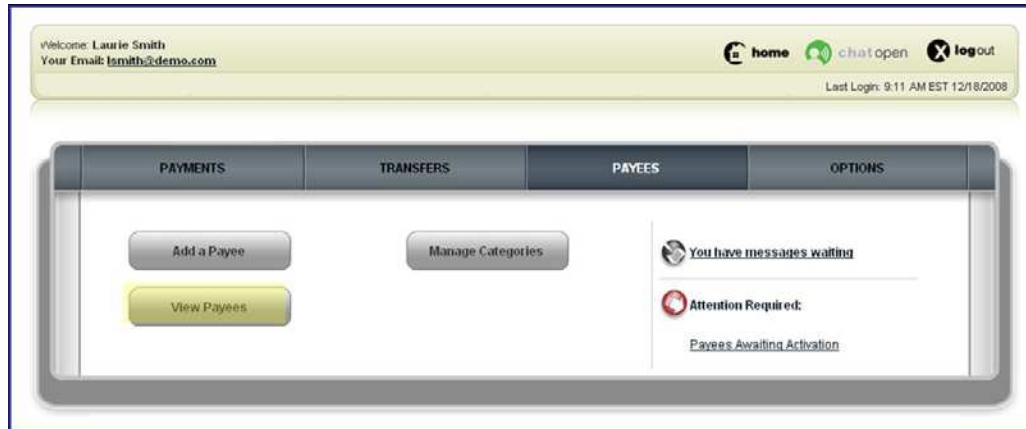 Welcome: Laurie Smith
Your Email: lsmith@demo.com
home
chat open
logout
Last Login: 9:11 AM EST 12/18/2008
PAYMENTS TRANSFERS PAYEES OPTIONS
Add a Payee
Manage Categories
You have messages waiting
View Payees
Attention Required:
Payees Awaiting Activation